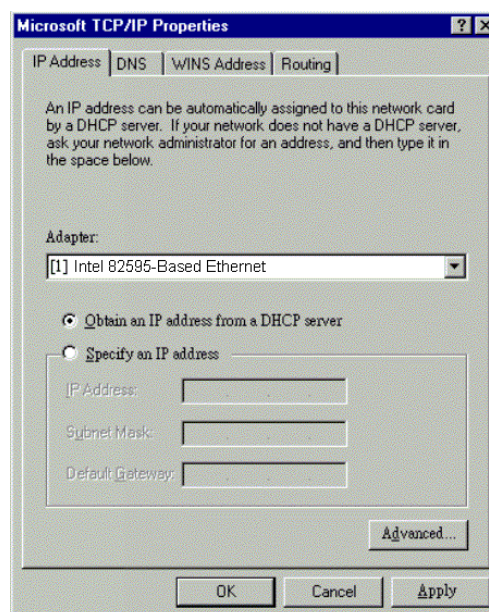 Microsoft TCP/IP Properties
IP Address DNS WINS Address Routing
An IP address can be automatically assigned to this network card
by a DHCP server. If your network does not have a DHCP server,
ask your network administrator for an address, and then type it in
the space below.
Adapter:
[1] Intel 82595-Based Ethernet
Obtain an IP address from a DHCP server
Specify an IP address
IP Address:
Subnet Mask:
Default Gateway:
Advanced...
OK Cancel Apply